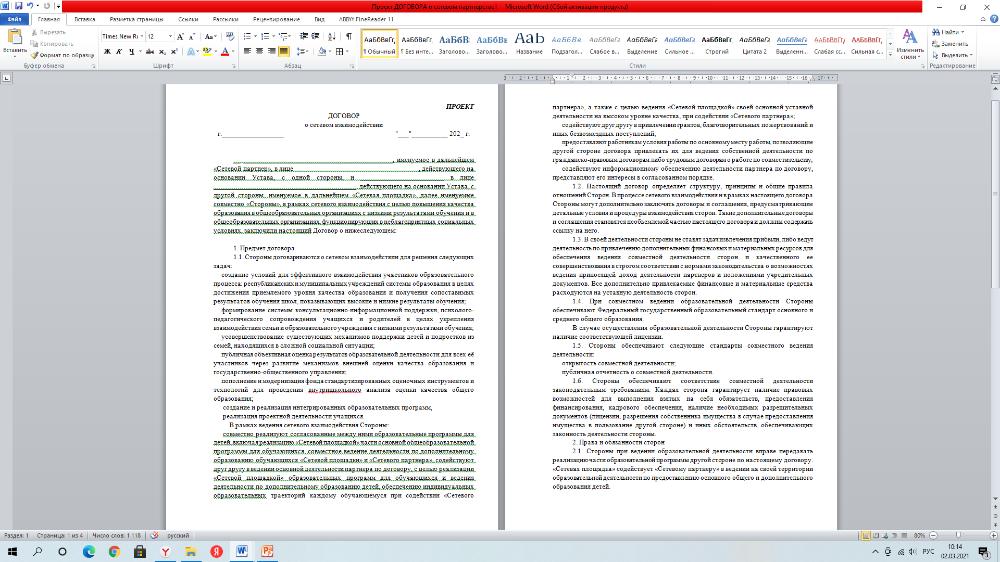 Проект ДОГОВОРА о сетевом партнерстве1 - Microsoft Word (Сбой активации продукта)
Файл Главная Вставка Разметка страницы Ссылки Рассылки Рецензирование Вид ABBYY FineReader 11
Вставить
Вырезать
Копировать
Формат по образцу
Буфер обмена
Times New Rc 12
Шрифт
Абзац
АаБбВвГг, АаБбВвГг, АаБбВ АаБбВв АаБ АаБбВв. АаБбВвГг АаБбВвГг АаБбВвГг АаБбВвГг, АаБбВвГг АаБбВвГг ААББВВГГ, ААББВВГГ,
¶ Обычный ¶ Без инте... Заголово... Заголово... Название Подзагол... Слабое в... Выделение Сильное ... Строгий Цитата 2 Выделенн... Слабая сс... Сильная с...
Стили
Изменить стили
Найти
Заменить
Выделить
Редактирование
3 2 1 1 2 3 4 5 6 7 8 9 10 11 12 13 14 15 16 17
ПРОЕКТ
ДОГОВОР
о сетевом взаимодействии
г.__________________ "___"__________ 202_ г.
__ __________________________________________, именуемое в дальнейшем
«Сетевой партнер», в лице ___________________________________, действующего на
основании Устава, с одной стороны, и ________________________ в лице
________________________________________, действующего на основании Устава, с
другой стороны, именуемое в дальнейшем «Сетевая площадка», далее именуемые
совместно «Стороны», в рамках сетевого взаимодействия с целью повышения качества
образования в общеобразовательных организациях с низкими результатами обучения и в
общеобразовательных организациях, функционирующих в неблагоприятных социальных
условиях, заключили настоящий Договор о нижеследующем:
1. Предмет договора
1.1. Стороны договариваются о сетевом взаимодействии для решения следующих
задач:
создание условий для эффективного взаимодействия участников образовательного
процесса: республиканских и муниципальных учреждений системы образования в целях
достижения приемлемого уровня качества образования и получения сопоставимых
результатов обучения школ, показывающих высокие и низкие результаты обучения;
формирование системы консультационно-информационной поддержки, психолого-
педагогического сопровождения учащихся и родителей в целях укрепления
взаимодействия семьи и образовательного учреждения с низкими результатами обучения;
усовершенствование существующих механизмов поддержки детей и подростков из
семей, находящихся в сложной социальной ситуации;
публичная объективная оценка результатов образовательной деятельности для всех её
участников через развитие механизмов внешней оценки качества образования и
государственно-общественного управления;
пополнение и модернизация фонда стандартизированных оценочных инструментов и
технологий для проведения внутришкольного анализа оценки качества общего
образования;
создание и реализация интегрированных образовательных программ,
реализация проектной деятельности учащихся.
В рамках ведения сетевого взаимодействия Стороны:
совместно реализуют согласованные между ними образовательные программы для
детей, включая реализацию «Сетевой площадкой» части основной общеобразовательной
программы для обучающихся, совместное ведение деятельности по дополнительному
образованию обучающихся «Сетевой площадки» и «Сетевого партнера», содействуют
друг другу в ведении основной деятельности партнера по договору, с целью реализации
«Сетевой площадкой» образовательных программ для обучающихся и ведения
деятельности по дополнительному образованию детей, обеспечению индивидуальных
образовательных траекторий каждому обучающемуся при содействии «Сетевого
партнера», а также с целью ведения «Сетевой площадкой» своей основной уставной
деятельности на высоком уровне качества, при содействии «Сетевого партнера»;
содействуют друг другу в привлечении грантов, благотворительных пожертвований и
иных безвозмездных поступлений;
предоставляют работникам условия работы по основному месту работы, позволяющие
другой стороне договора привлекать их для ведения собственной деятельности по
гражданско-правовым договорам либо трудовым договорам о работе по совместительству;
содействуют информационному обеспечению деятельности партнера по договору,
представляют его интересы в согласованном порядке.
1.2. Настоящий договор определяет структуру, принципы и общие правила
отношений Сторон. В процессе сетевого взаимодействия и в рамках настоящего договора
Стороны могут дополнительно заключать договоры и соглашения, предусматривающие
детальные условия и процедуры взаимодействия сторон. Такие дополнительные договоры
и соглашения становятся необъемлемой частью настоящего договора и должны содержать
ссылку на него.
1.3. В своей деятельности стороны не ставят задач извлечения прибыли, либо ведут
деятельность по привлечению дополнительных финансовых и материальных ресурсов для
обеспечения ведения совместной деятельности сторон и качественного ее
совершенствования в строгом соответствии с нормами законодательства о возможностях
ведения приносящей доход деятельности партнеров и положениями учредительных
документов. Все дополнительно привлекаемые финансовые и материальные средства
расходуются на уставную деятельность сторон.
1.4. При совместном ведении образовательной деятельности Стороны
обеспечивают Федеральный государственный образовательный стандарт основного и
среднего общего образования.
В случае осуществления образовательной деятельности Стороны гарантируют
наличие соответствующей лицензии.
1.5. Стороны обеспечивают следующие стандарты совместного ведения
деятельности:
открытость совместной деятельности;
публичная отчетность о совместной деятельности.
1.6. Стороны обеспечивают соответствие совместной деятельности
законодательным требованиям. Каждая сторона гарантирует наличие правовых
возможностей для выполнения взятых на себя обязательств, предоставления
финансирования, кадрового обеспечения, наличие необходимых разрешительных
документов (лицензии, разрешения собственника имущества в случае предоставления
имущества в пользование другой стороне) и иных обстоятельств, обеспечивающих
законность деятельности стороны.
2. Права и обязанности сторон
2.1. Стороны при ведении образовательной деятельности вправе передавать
реализацию части образовательной программы другой стороне по настоящему договору.
«Сетевая площадка» содействует «Сетевому партнеру» в ведении на своей территории
образовательной деятельности по предоставлению основного общего и дополнительного
образования детей.
Раздел: 1 Страница: 1 из 4 Число слов: 1 118 русский 80%
РУС 10:14
02.03.2021 3